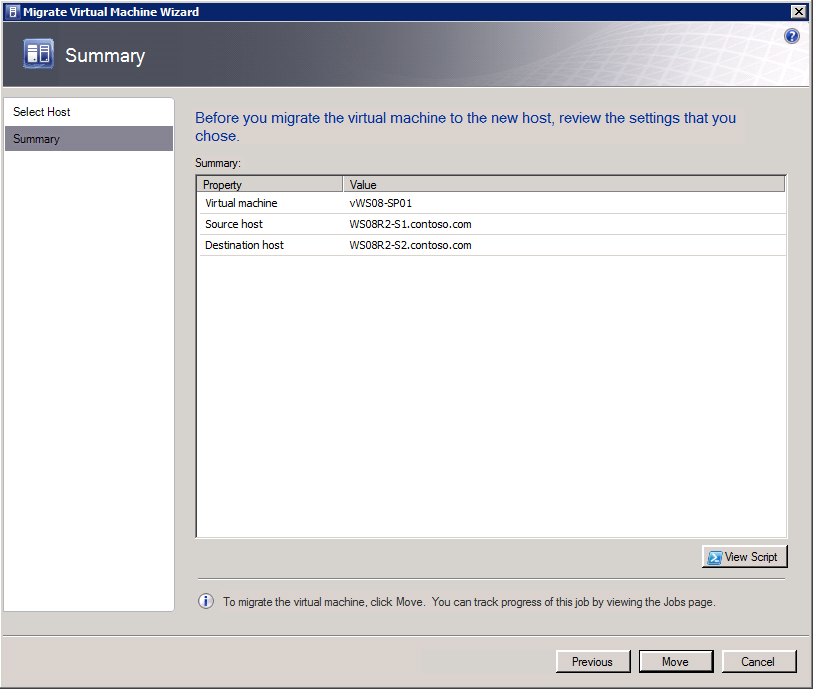 Migrate Virtual Machine Wizard
Summary
Select Host
Summary
Before you migrate the virtual machine to the new host, review the settings that you
chose.
Summary:
Property Value
Virtual machine vWS08-SP01
Source host WS08R2-S1.contoso.com
Destination host WS08R2-S2.contoso.com
View Script
To migrate the virtual machine, click Move. You can track progress of this job by viewing the Jobs page.
Previous Move Cancel